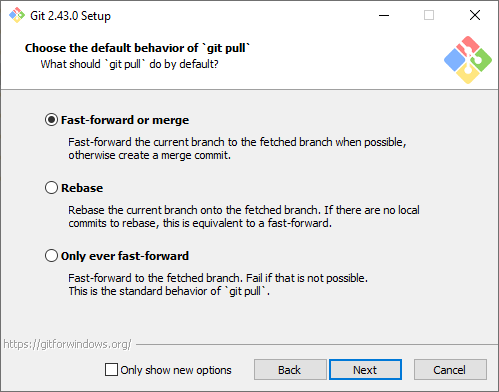 Git 2.43.0 Setup
Choose the default behavior of `git pull`
What should `git pull` do by default?
Fast-forward or merge
Fast-forward the current branch to the fetched branch when possible,
otherwise create a merge commit.
Rebase
Rebase the current branch onto the fetched branch. If there are no local
commits to rebase, this is equivalent to a fast-forward.
Only ever fast-forward
Fast-forward to the fetched branch. Fail if that is not possible.
This is the standard behavior of `git pull`.
https://gitforwindows.org/
Only show new options Back Next Cancel